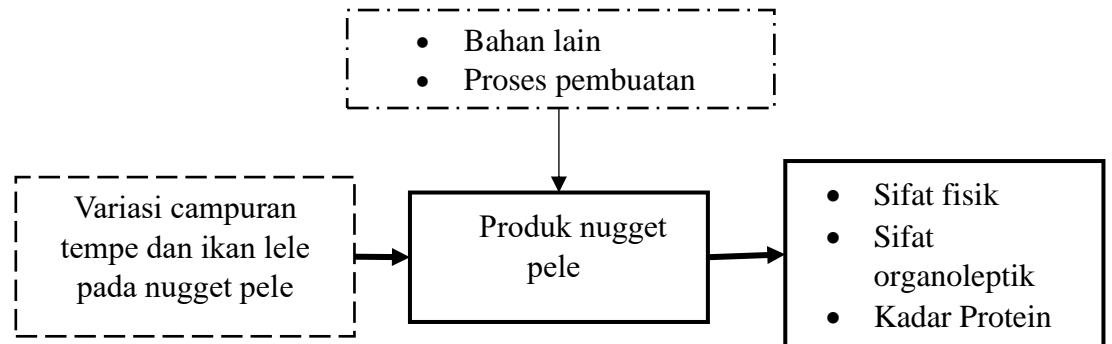 • Bahan lain
• Proses pembuatan
Variasi campuran
tempe dan ikan lele
pada nugget pele
Produk nugget
pele
• Sifat fisik
• Sifat
organoleptik
• Kadar Protein